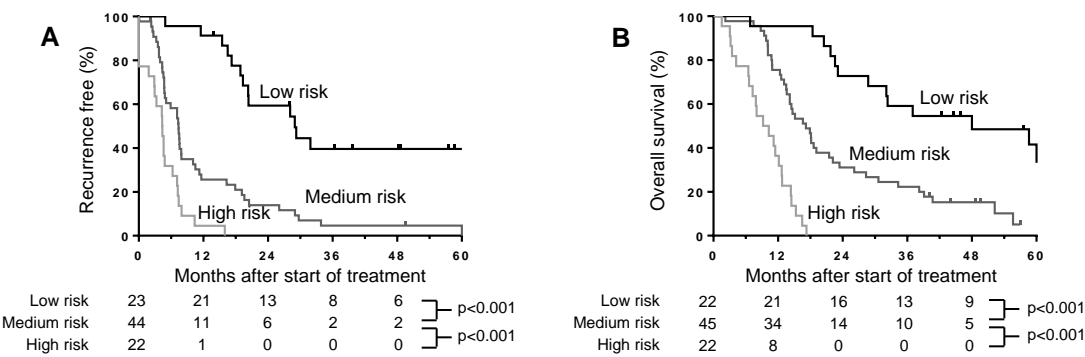 A
Recurrence free (%)
100
80
60
40
20
0
Low risk
Medium risk
High risk
0 12 24 36 48 60
Months after start of treatment
Low risk 23 21 13 8 6
Medium risk 44 11 6 2 2
High risk 22 1 0 0 0
p<0.001
p<0.001
B
Overall survival (%)
100
80
60
40
20
0
Low risk
Medium risk
High risk
0 12 24 36 48 60
Months after start of treatment
Low risk 22 21 16 13 9
Medium risk 45 34 14 10 5
High risk 22 8 0 0 0
p<0.001
p<0.001